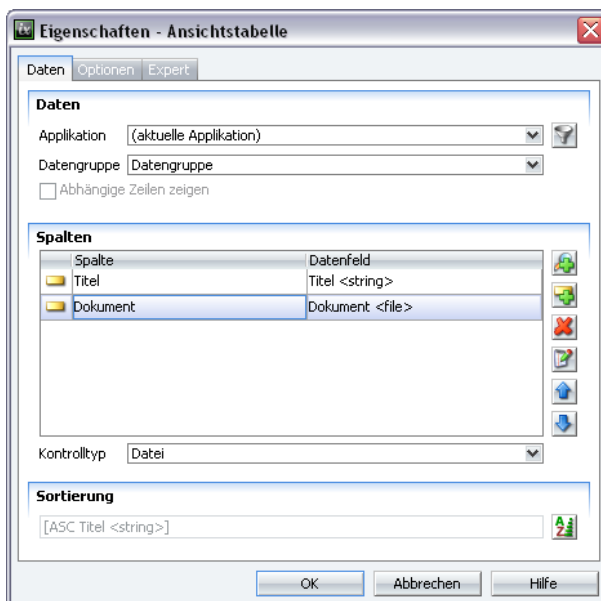 Eigenschaften - Ansichtstabelle
Daten Optionen Expert
Daten
Applikation (aktuelle Applikation)
Datengruppe Datengruppe
Abhängige Zeilen zeigen
Spalten
Spalte Datenfeld
Titel Titel <string>
Dokument Dokument <file>
Kontrolltyp Datei
Sortierung
[ASC Titel <string>]
OK Abbrechen Hilfe